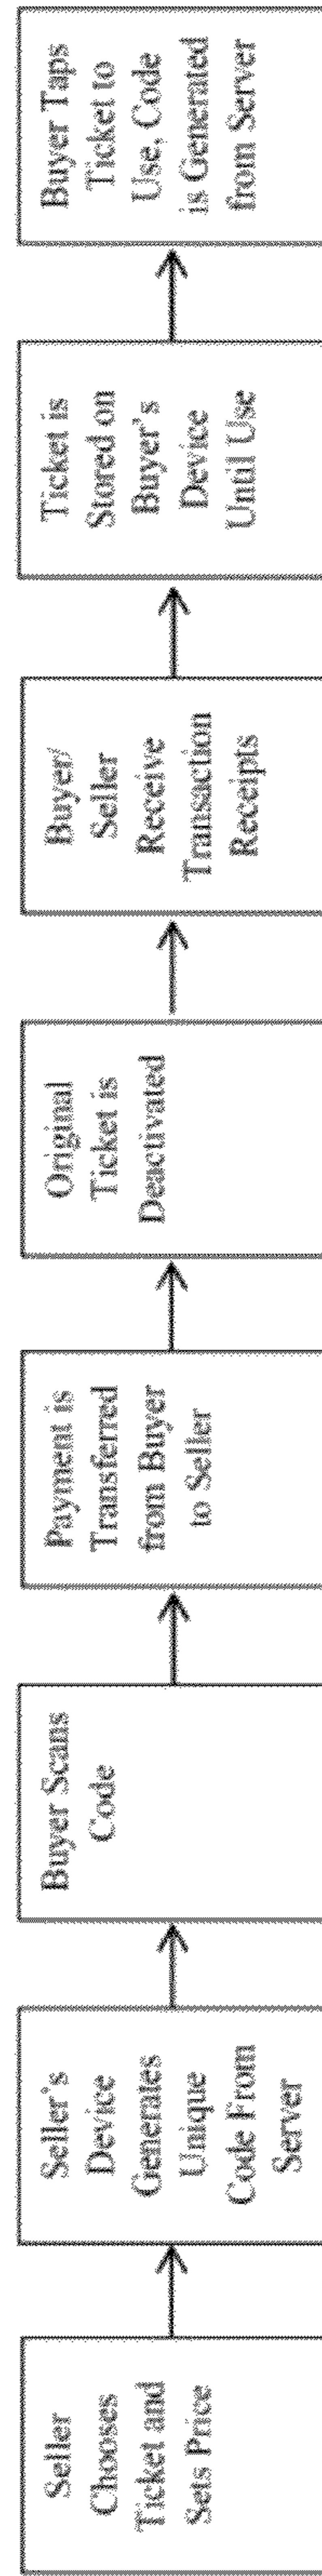 Seller
Chooses
Ticket and
Sets Price
Seller's
Device
Generates
Unique
Code From
Server
Buyer Scans
Code
Payment is
Transferred
from Buyer
to Seller
Original
Ticket is
Deactivated
Buyer/
Seller
Receive
Transaction
Receipts
Ticket is
Stored on
Buyer's
Device
Until Use
Buyer Taps
Ticket to
Use, Code
is Generated
from Server